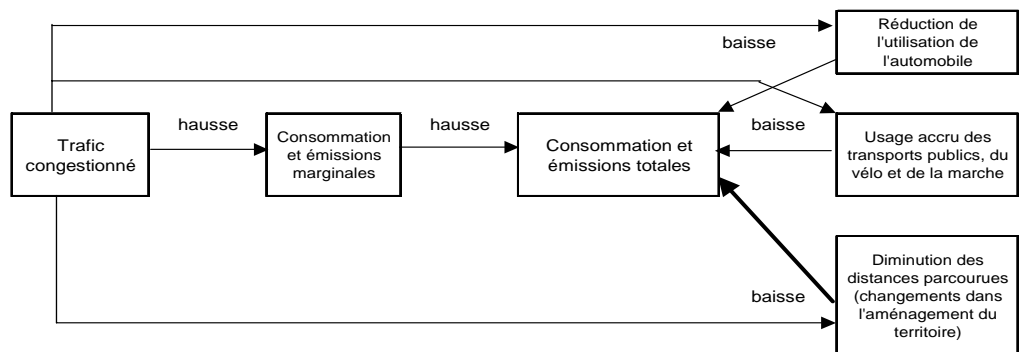 baisse
Réduction de
l'utilisation de
l'automobile
Trafic
congestionné
hausse
Consommation
et émissions
marginales
hausse
Consommation et
émissions totales
baisse
Usage accru des
transports publics, du
vélo et de la marche
baisse
Diminution des
distances parcourues
(changements dans
l'aménagement du
territoire)